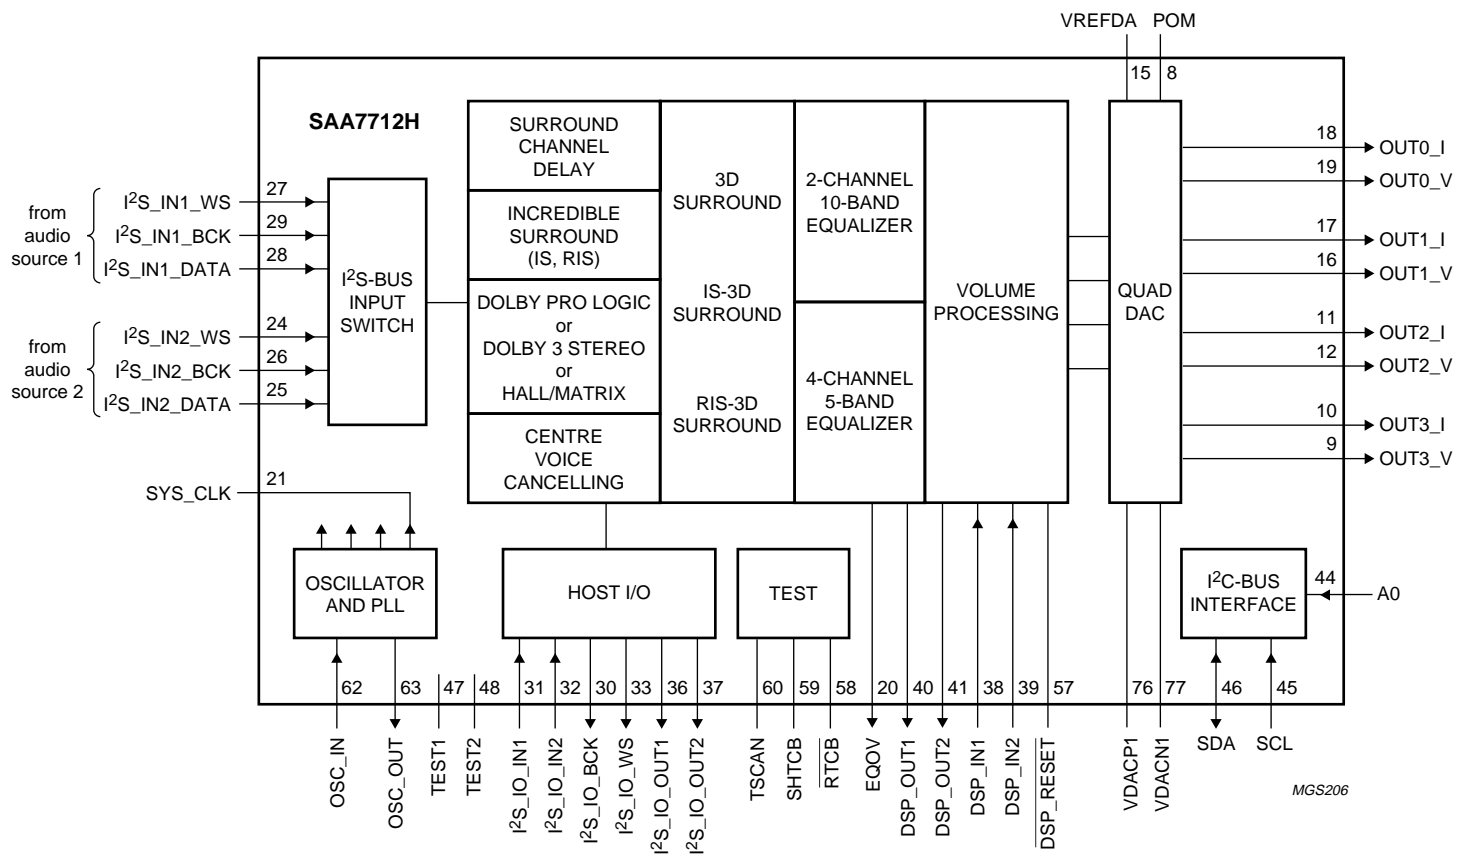 VREFDA POM
15 8
SAA7712H
from
audio
source 1
I²S_IN1_WS 27
I²S_IN1_BCK 29
I²S_IN1_DATA 28
from
audio
source 2
I²S_IN2_WS 24
I²S_IN2_BCK 26
I²S_IN2_DATA 25
I²S-BUS
INPUT
SWITCH
SURROUND
CHANNEL
DELAY
INCREDIBLE
SURROUND
(IS, RIS)
DOLBY PRO LOGIC
or
DOLBY 3 STEREO
or
HALL/MATRIX
CENTRE
VOICE
CANCELLING
3D
SURROUND
IS-3D
SURROUND
RIS-3D
SURROUND
2-CHANNEL
10-BAND
EQUALIZER
4-CHANNEL
5-BAND
EQUALIZER
VOLUME
PROCESSING
QUAD
DAC
18 OUT0_I
19 OUT0_V
17 OUT1_I
16 OUT1_V
11 OUT2_I
12 OUT2_V
10 OUT3_I
9 OUT3_V
SYS_CLK 21
OSCILLATOR
AND PLL
HOST I/O
TEST
I²C-BUS
INTERFACE
44 A0
62 63 47 48 31 32 30 33 36 37 60 59 58 20 40 41 38 39 57 76 77 46 45
OSC_IN
OSC_OUT
TEST1
TEST2
I²S_IO_IN1
I²S_IO_IN2
I²S_IO_BCK
I²S_IO_WS
I²S_IO_OUT1
I²S_IO_OUT2
TSCAN
SHTCB
RTCB
EQOV
DSP_OUT1
DSP_OUT2
DSP_IN1
DSP_IN2
DSP_RESET
VDACP1
VDACN1
SDA SCL
MGS206